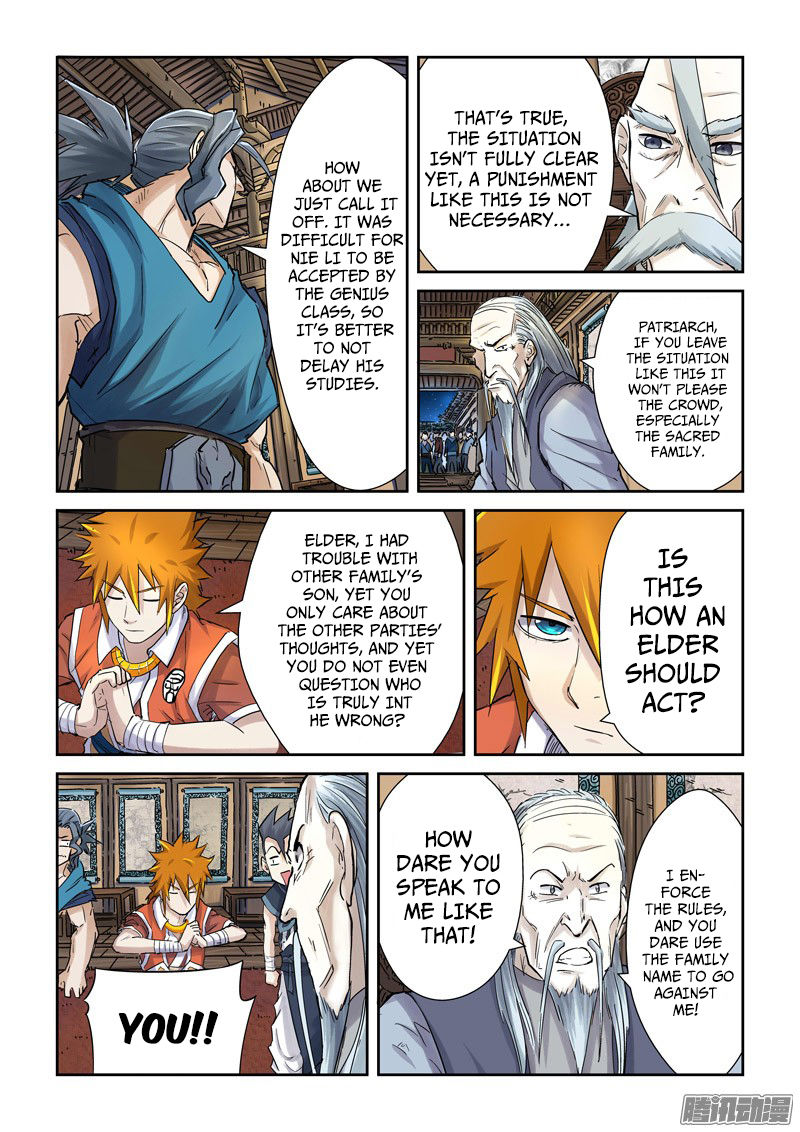 HOW
ABOUT WE
JUST CALL IT
OFF. IT WAS
DIFFICULT FOR
NIE LI TO BE
ACCEPTED BY
THE GENIUS
CLASS, SO
IT'S BETTER
TO NOT
DELAY HIS
STUDIES.
THAT'S TRUE,
THE SITUATION
ISN'T FULLY CLEAR
YET, A PUNISHMENT
LIKE THIS IS NOT
NECESSARY...
PATRIARCH,
IF YOU LEAVE
THE SITUATION
LIKE THIS IT
WON'T PLEASE
THE CROWD,
ESPECIALLY
THE SACRED
FAMILY.
ELDER, I HAD
TROUBLE WITH
OTHER FAMILY'S
SON, YET YOU
ONLY CARE ABOUT
THE OTHER PARTIES'
THOUGHTS, AND YET
YOU DO NOT EVEN
QUESTION WHO
IS TRULY INT
HE WRONG?
IS
THIS
HOW AN
ELDER
SHOULD
ACT?
YOU!!
HOW
DARE YOU
SPEAK TO
ME LIKE
THAT!
I EN-
FORCE
THE RULES,
AND YOU
DARE USE
THE FAMILY
NAME TO GO
AGAINST
ME!
腾讯动漫